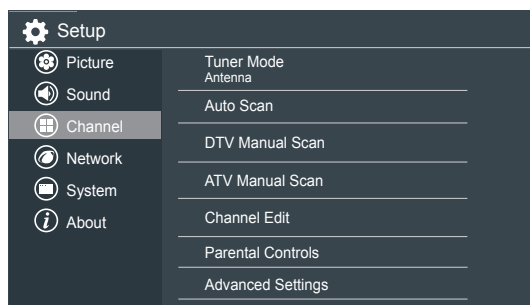 Setup
Picture
Sound
Channel
Network
System
About
Tuner Mode
Antenna
Auto Scan
DTV Manual Scan
ATV Manual Scan
Channel Edit
Parental Controls
Advanced Settings